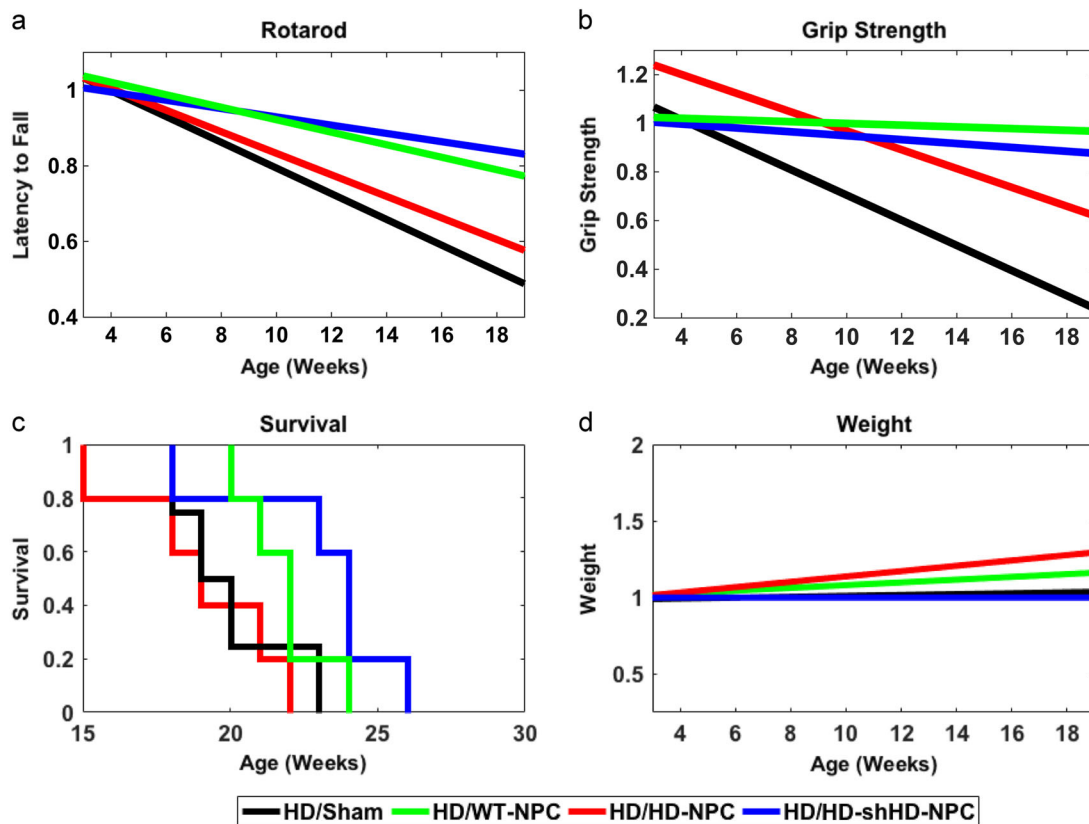 a
Rotarod
Latency to Fall
1
0.8
0.6
0.4
4 6 8 10 12 14 16 18
Age (Weeks)
b
Grip Strength
Grip Strength
1.2
1
0.8
0.6
0.4
0.2
4 6 8 10 12 14 16 18
Age (Weeks)
c
Survival
Survival
1
0.8
0.6
0.4
0.2
0
15 20 25 30
Age (Weeks)
d
Weight
Weight
2
1.5
1
0.5
4 6 8 10 12 14 16 18
Age (Weeks)
HD/Sham HD/WT-NPC HD/HD-NPC HD/HD-shHD-NPC